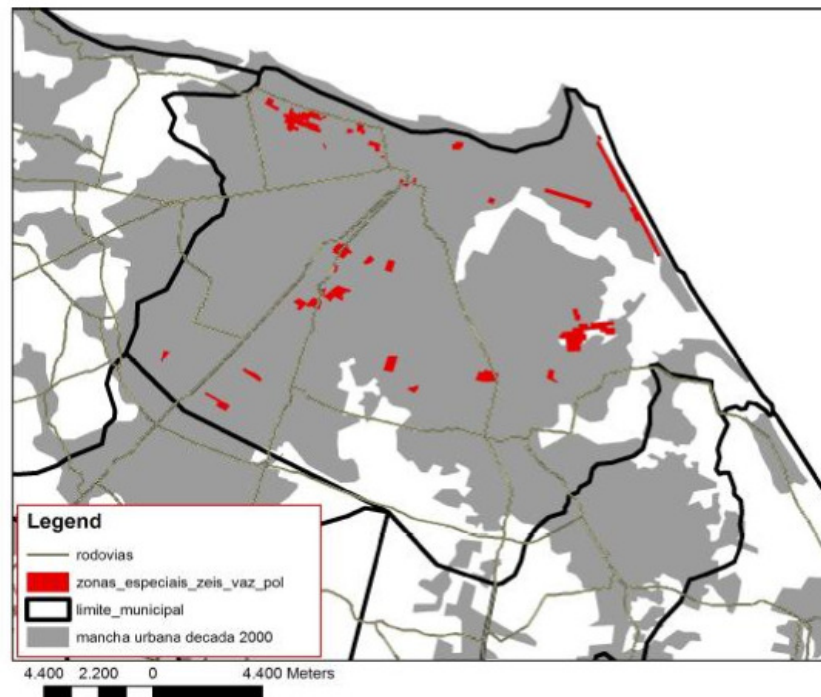 Legend
rodovias
zonas_especiais_zeis_vaz_pol
limite_municipal
mancha urbana decada 2000
4.400 2.200 0 4.400 Meters